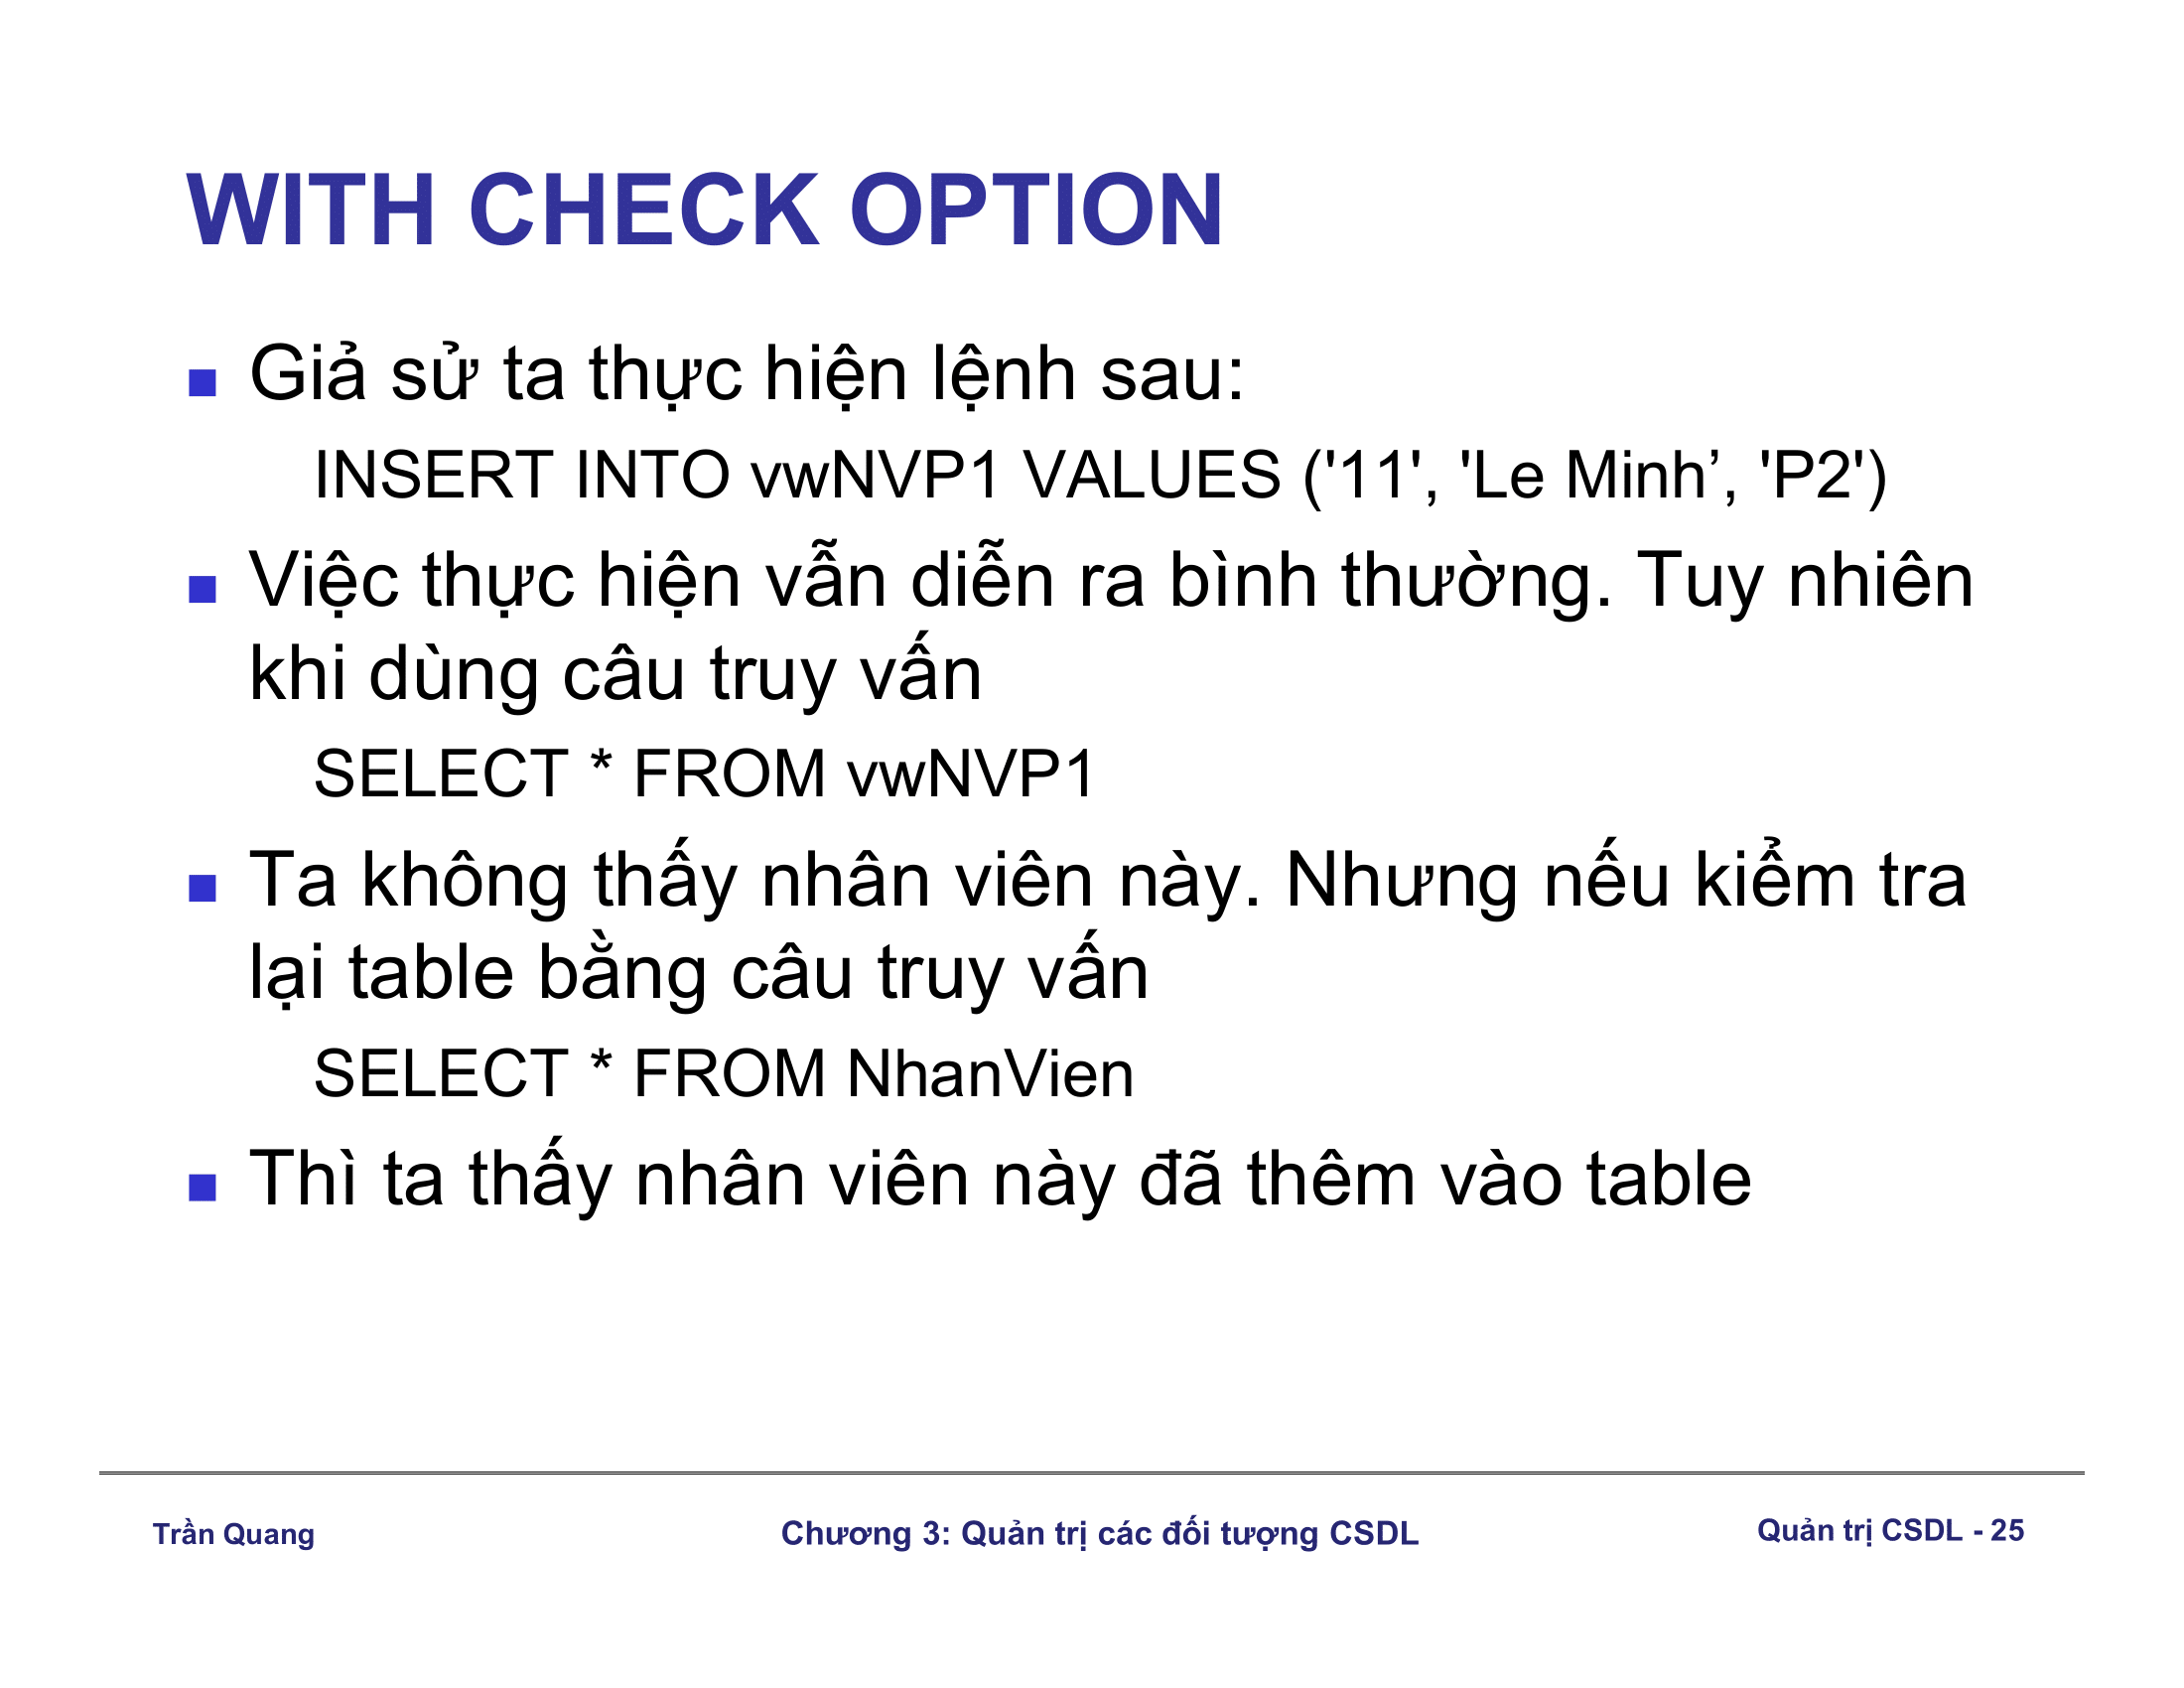 WITH CHECK OPTION
Giả sử ta thực hiện lệnh sau:
INSERT INTO vwNVP1 VALUES ('11', 'Le Minh’, 'P2')
Việc thực hiện vẫn diễn ra bình thường. Tuy nhiên
khi dùng câu truy vấn
SELECT * FROM vwNVP1
Ta không thấy nhân viên này. Nhưng nếu kiểm tra
lại table bằng câu truy vấn
SELECT * FROM NhanVien
Thì ta thấy nhân viên này đã thêm vào table
Trần Quang
Chương 3: Quản trị các đối tượng CSDL
Quản trị CSDL - 25